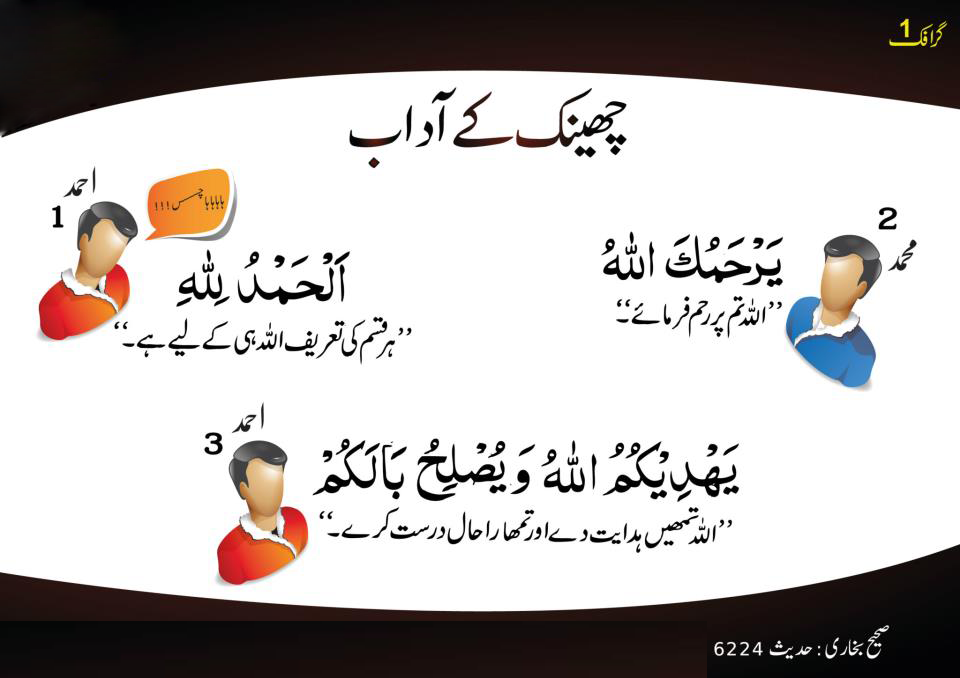 گرافک 1
چھینک کے آداب
احمد
1
ہاہاہاہا چھس !!!
اَلْحَمْدُ لِلّٰهِ
’’ہر قسم کی تعریف اللہ ہی کے لیے ہے۔‘‘
2
محمد
يَرْحَمُكَ اللّٰهُ
’’اللہ تم پر رحم فرمائے۔‘‘
احمد
3
يَهْدِيْكُمُ اللّٰهُ وَ يُصْلِحُ بَالَكُمْ
’’اللہ تمھیں ہدایت دے اور تمھارا حال درست کرے۔‘‘
صحیح بخاری : حدیث 6224